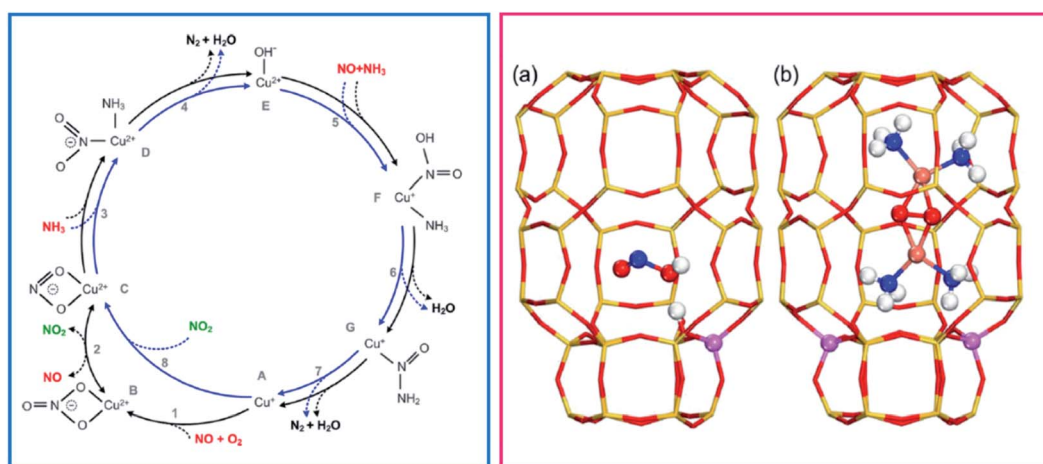 N₂ + H₂O
OH⁻
Cu²⁺
E
NO+NH₃
4
5
NH₃
O
N
⊖
Cu²⁺
O
D
OH
N=O
F
Cu⁺
NH₃
NH₃
3
6
H₂O
O
N
⊖
Cu²⁺
O
C
NO₂
NO₂
8
2
NO
G
Cu⁺
N
O
NH₂
A
Cu⁺
7
B
O
O=N
⊖
Cu²⁺
O
1
NO + O₂
N₂ + H₂O
(a)
(b)